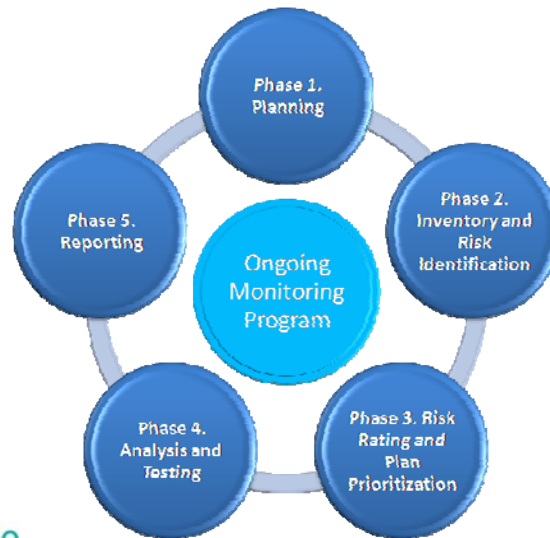 Phase 1.
Planning
Phase 2.
Inventory and
Risk
Identification
Phase 3. Risk
Rating and
Plan
Prioritization
Phase 4.
Analysis and
Testing
Phase 5.
Reporting
Ongoing
Monitoring
Program